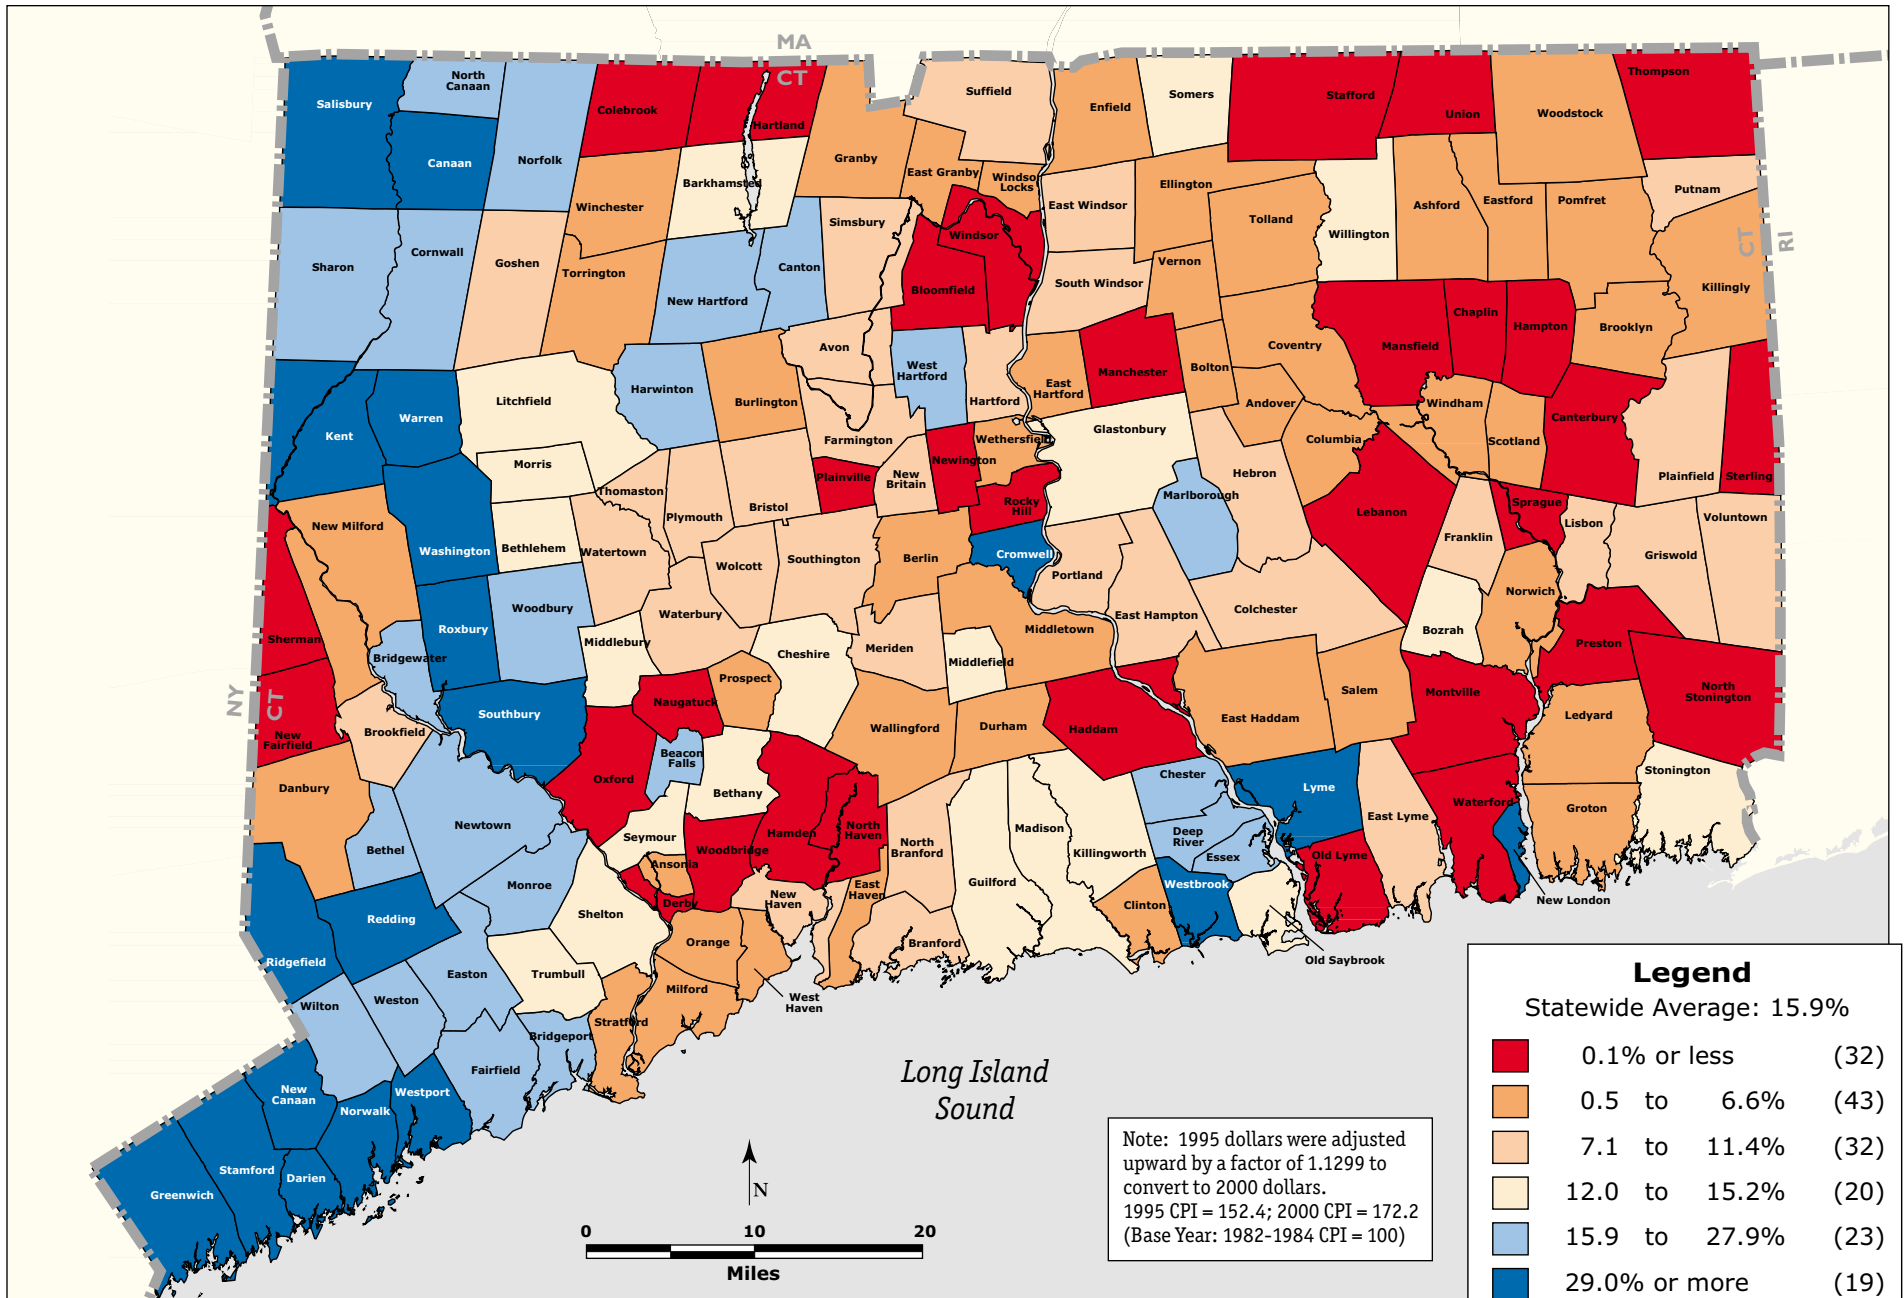 MA
CT
North
Canaan
Salisbury
Suffield
Somers
Thompson
Stafford
Colebrook
Enfield
Union
Woodstock
Hartland
Canaan
Norfolk
Granby
East Granby
Windso
Locks
Barkhamsted
Ellington
Putnam
Winchester
Simsbury
East Windsor
Tolland
Ashford
Eastford
Pomfret
Windsor
Willington
CT
RI
Sharon
Cornwall
Goshen
Torrington
Canton
Vernon
New Hartford
Bloomfield
South Windsor
Killingly
Chaplin
Hampton
Brooklyn
Avon
Coventry
Mansfield
West
Hartford
Manchester
Bolton
Harwinton
East
Hartford
Litchfield
Burlington
Hartford
Andover
Windham
Warren
Canterbury
Kent
Glastonbury
Farmington
Wethersfield
Columbia
Scotland
Morris
Newington
Hebron
Plainville
New
Britain
Plainfield
Sterling
Thomaston
Marlborough
Bristol
Rocky
Hill
Sprague
Plymouth
Lebanon
Lisbon
Voluntown
New Milford
Washington
Bethlehem
Watertown
Franklin
Wolcott
Southington
Berlin
Cromwell
Griswold
Portland
Norwich
Woodbury
Waterbury
East Hampton
Colchester
Roxbury
Middletown
Bozrah
Sherman
Middlebury
Preston
Bridgewater
Cheshire
Meriden
Middlefield
Prospect
North
Stonington
NY
CT
Southbury
Naugatuck
Salem
Montville
East Haddam
Ledyard
Brookfield
Wallingford
Durham
Haddam
New
Fairfield
Beacon
Falls
Oxford
Chester
Stonington
Danbury
Bethany
Lyme
Waterford
Groton
Newtown
Seymour
Hamden
North
Haven
Madison
East Lyme
Bethel
Woodbridge
North
Branford
Killingworth
Deep
River
Essex
Old Lyme
Ansonia
Monroe
Guilford
Westbrook
East
Haven
New
Haven
Derby
Clinton
New London
Redding
Shelton
Orange
Branford
Ridgefield
Old Saybrook
Easton
Trumbull
Milford
Wilton
Weston
West
Haven
Stratford
Bridgeport
Fairfield
New
Canaan
Westport
Norwalk
Stamford
Darien
Greenwich
Long Island
Sound
N
0 10 20
Miles
Note: 1995 dollars were adjusted
upward by a factor of 1.1299 to
convert to 2000 dollars.
1995 CPI = 152.4; 2000 CPI = 172.2
(Base Year: 1982-1984 CPI = 100)
Legend
Statewide Average: 15.9%
0.1% or less (32)
0.5 to 6.6% (43)
7.1 to 11.4% (32)
12.0 to 15.2% (20)
15.9 to 27.9% (23)
29.0% or more (19)